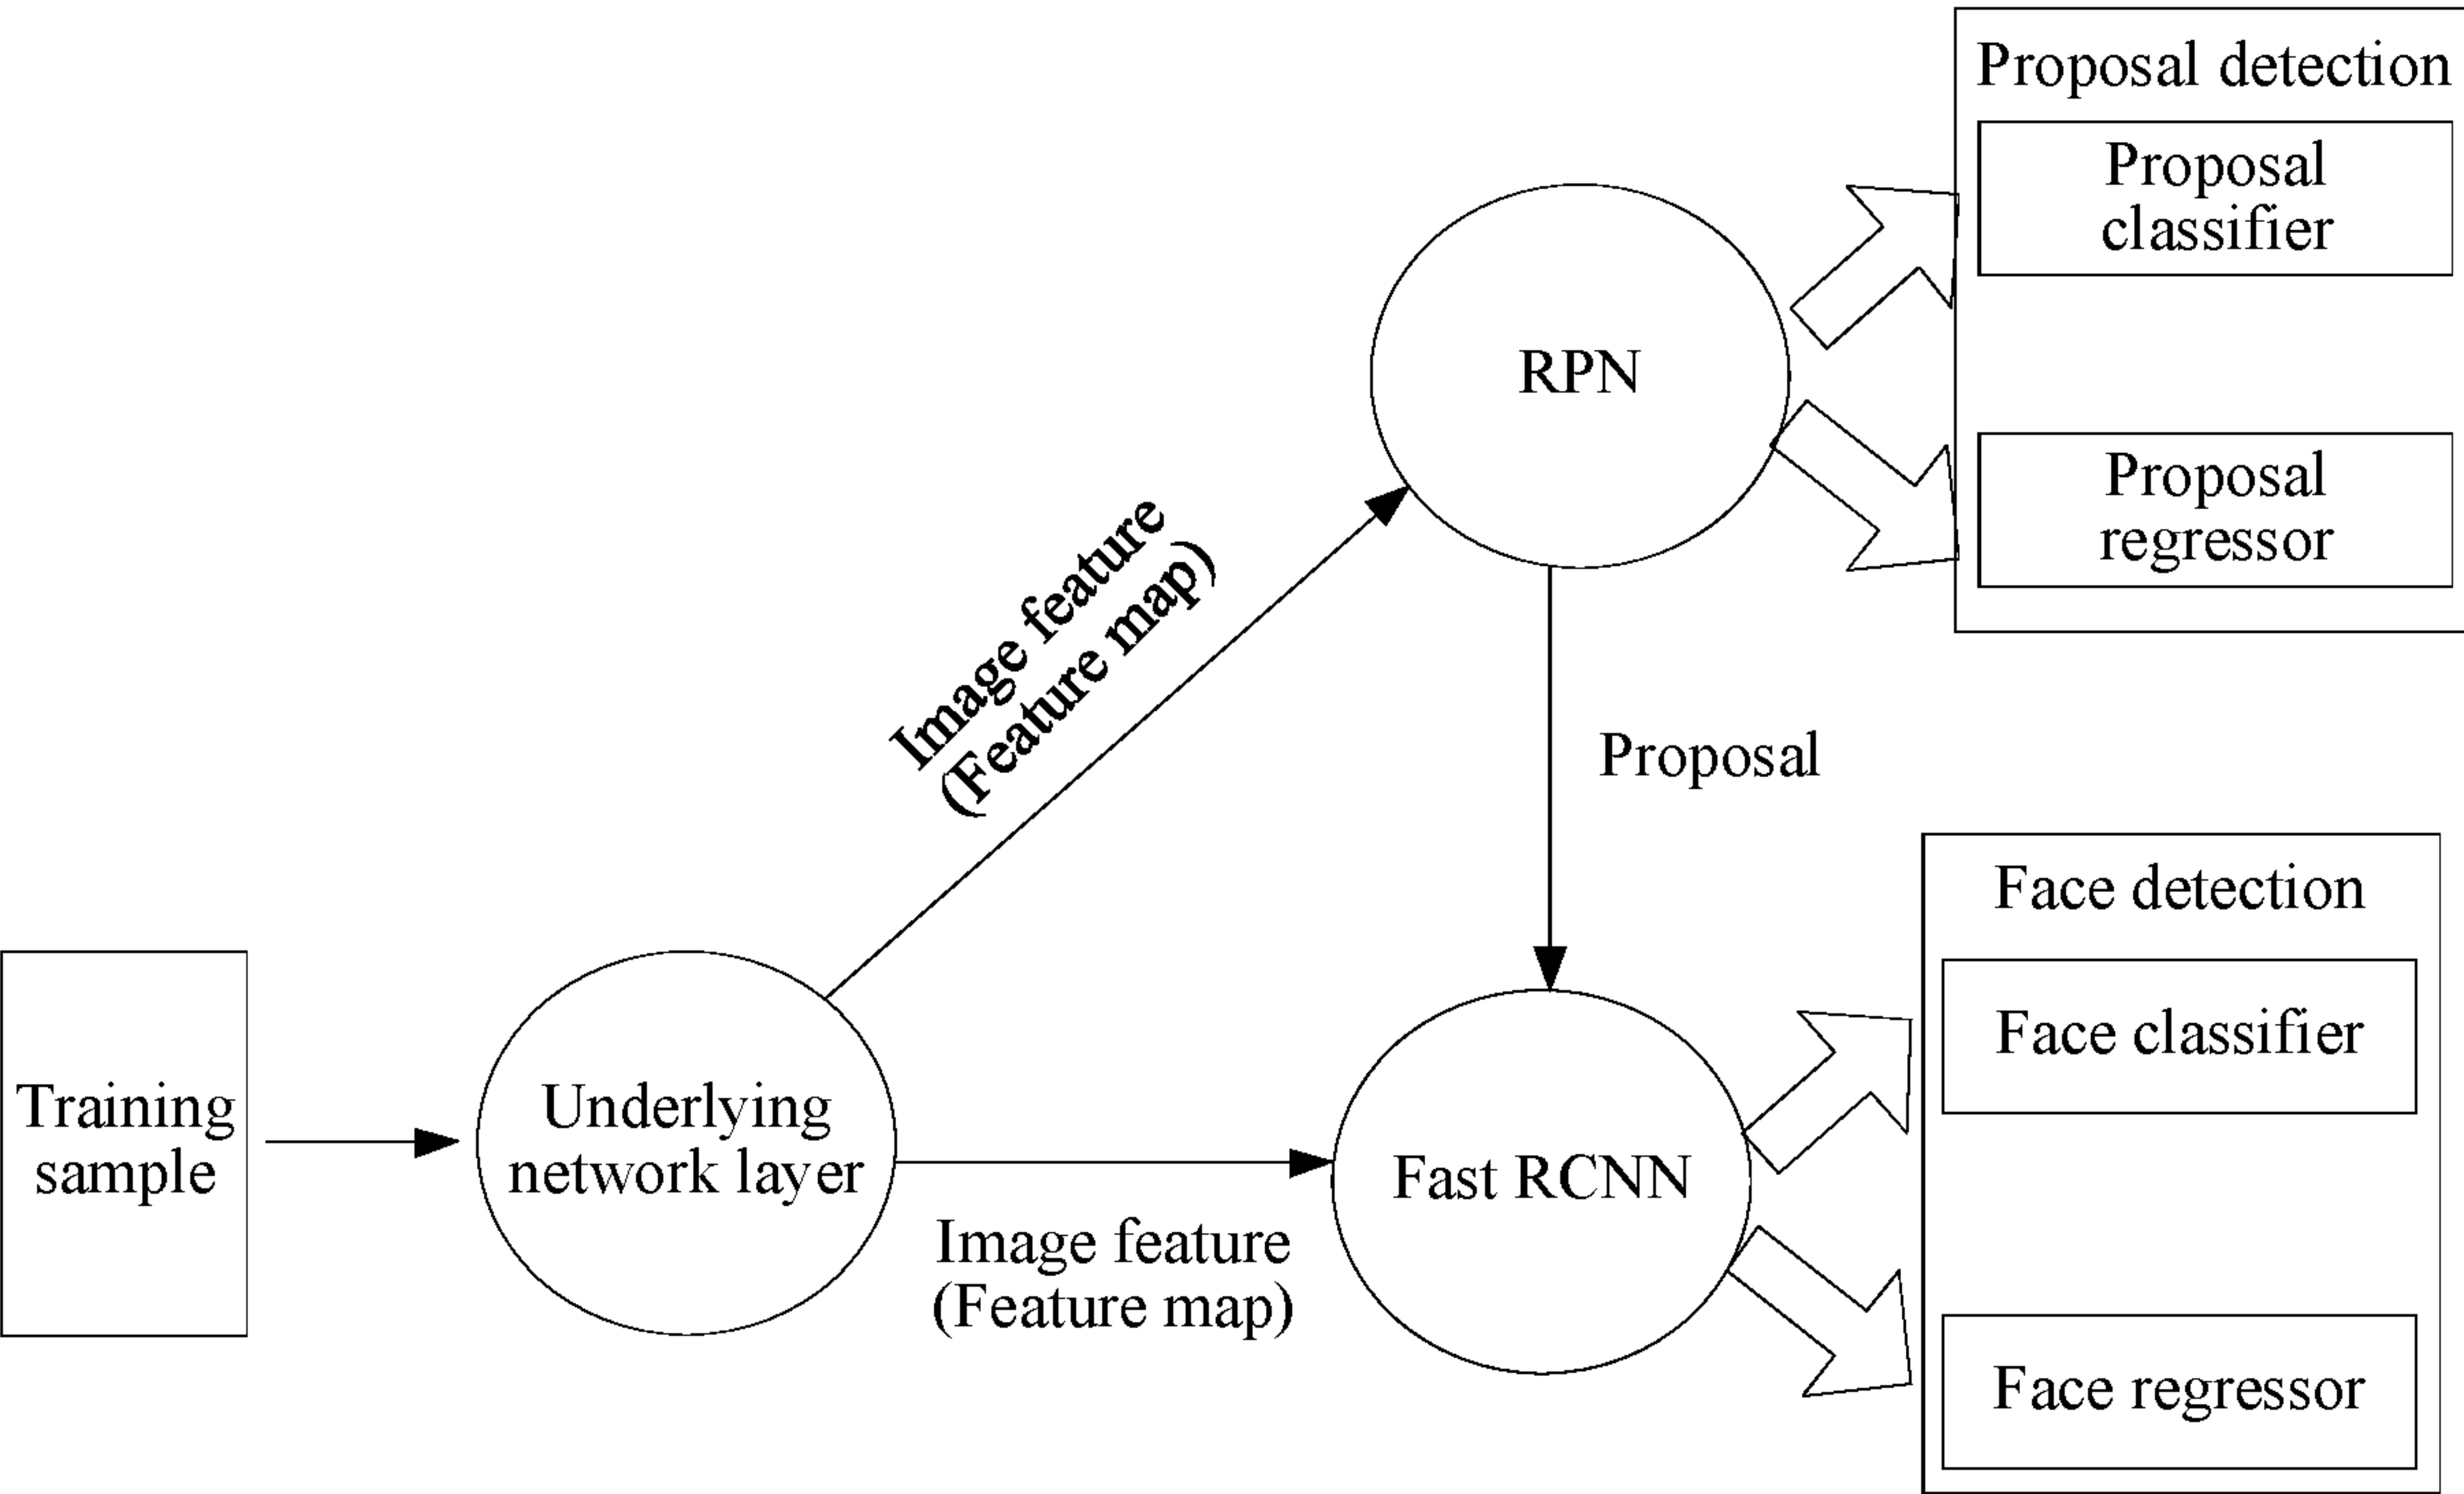 Proposal detection
Proposal
classifier
RPN
Proposal
regressor
Image feature
(Feature map)
Proposal
Face detection
Face classifier
Training
sample
Underlying
network layer
Fast RCNN
Image feature
(Feature map)
Face regressor